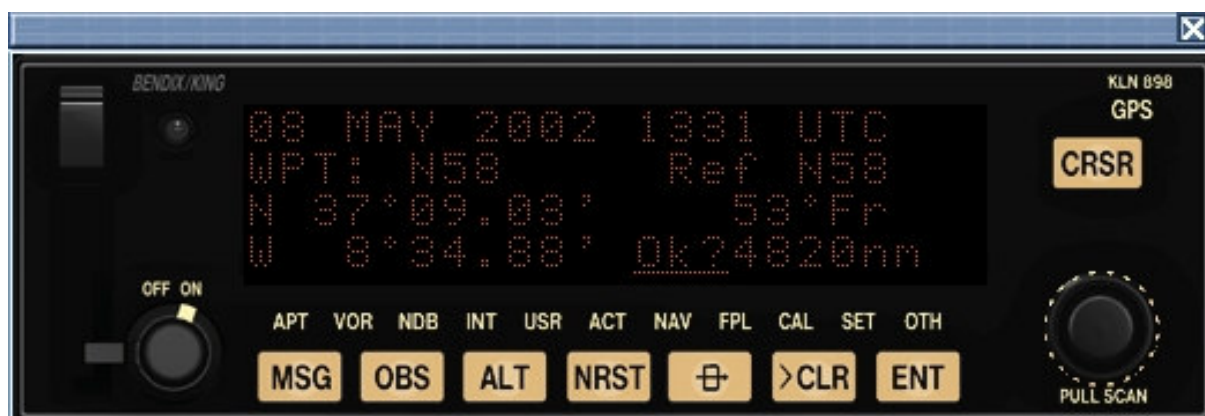 BENDIX/KING
KLN 898
GPS
08 MAY 2002 1331 UTC
WPT: N58 Ref N58
N 37°09.03' 53°Fr
W 8°34.88' Ok?4820nm
CRSR
OFF ON
APT VOR NDB INT USR ACT NAV FPL CAL SET OTH
MSG OBS ALT NRST >CLR ENT
PULL SCAN